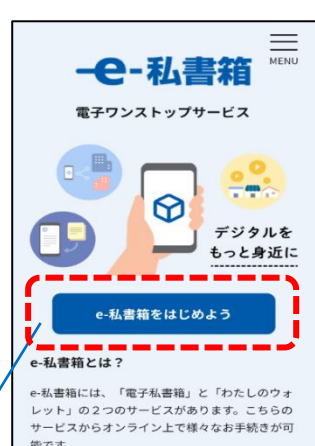 e-私書箱
MENU
電子ワンストップサービス
デジタルを
もっと身近に
e-私書箱をはじめよう
e-私書箱とは？
e-私書箱には、「電子私書箱」と「わたしのウォ
レット」の２つのサービスがあります。こちらの
サービスからオンライン上で様々なお手続きが可
能です